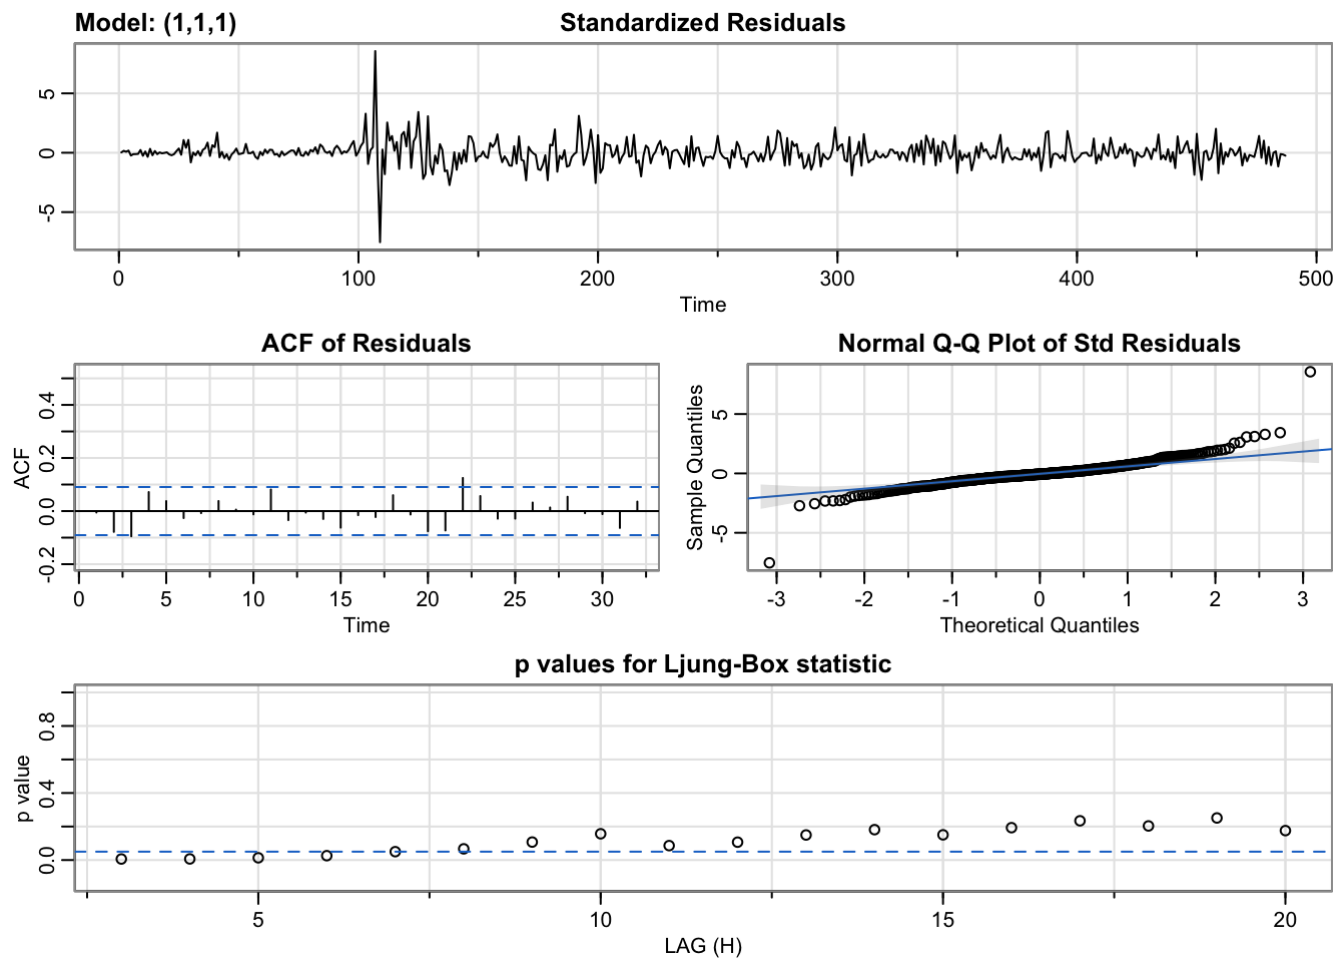 Model: (1,1,1) Standardized Residuals
5
0
-5
0 100 200 300 400 500
Time
ACF of Residuals
ACF
0.4
0.2
0.0
-0.2
0 5 10 15 20 25 30
Time
Normal Q-Q Plot of Std Residuals
Sample Quantiles
5
0
-5
-3 -2 -1 0 1 2 3
Theoretical Quantiles
p values for Ljung-Box statistic
p value
0.8
0.4
0.0
5 10 15 20
LAG (H)